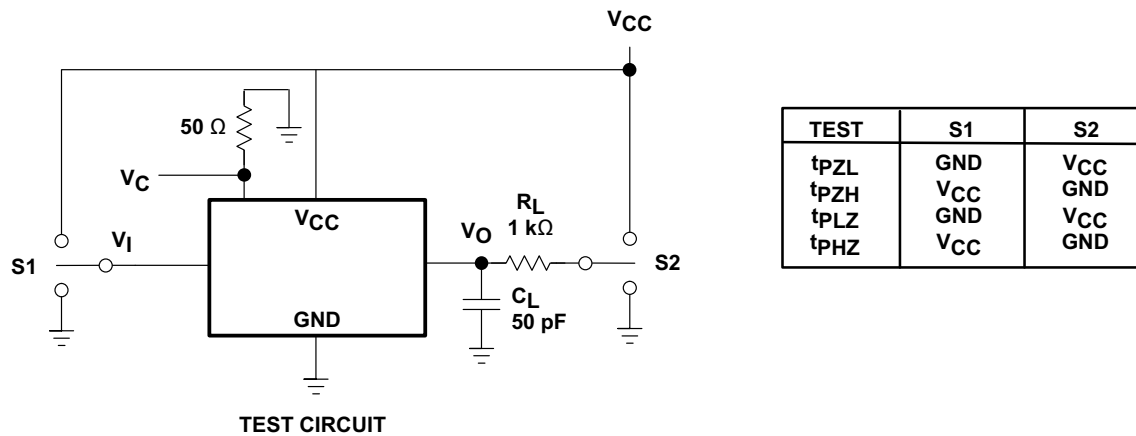 VCC
50 Ω
VC
VCC
RL
1 kΩ
VI
VO
S1
S2
CL
50 pF
GND
TEST CIRCUIT
TEST S1 S2
tPZL GND VCC
tPZH VCC GND
tPLZ GND VCC
tPHZ VCC GND